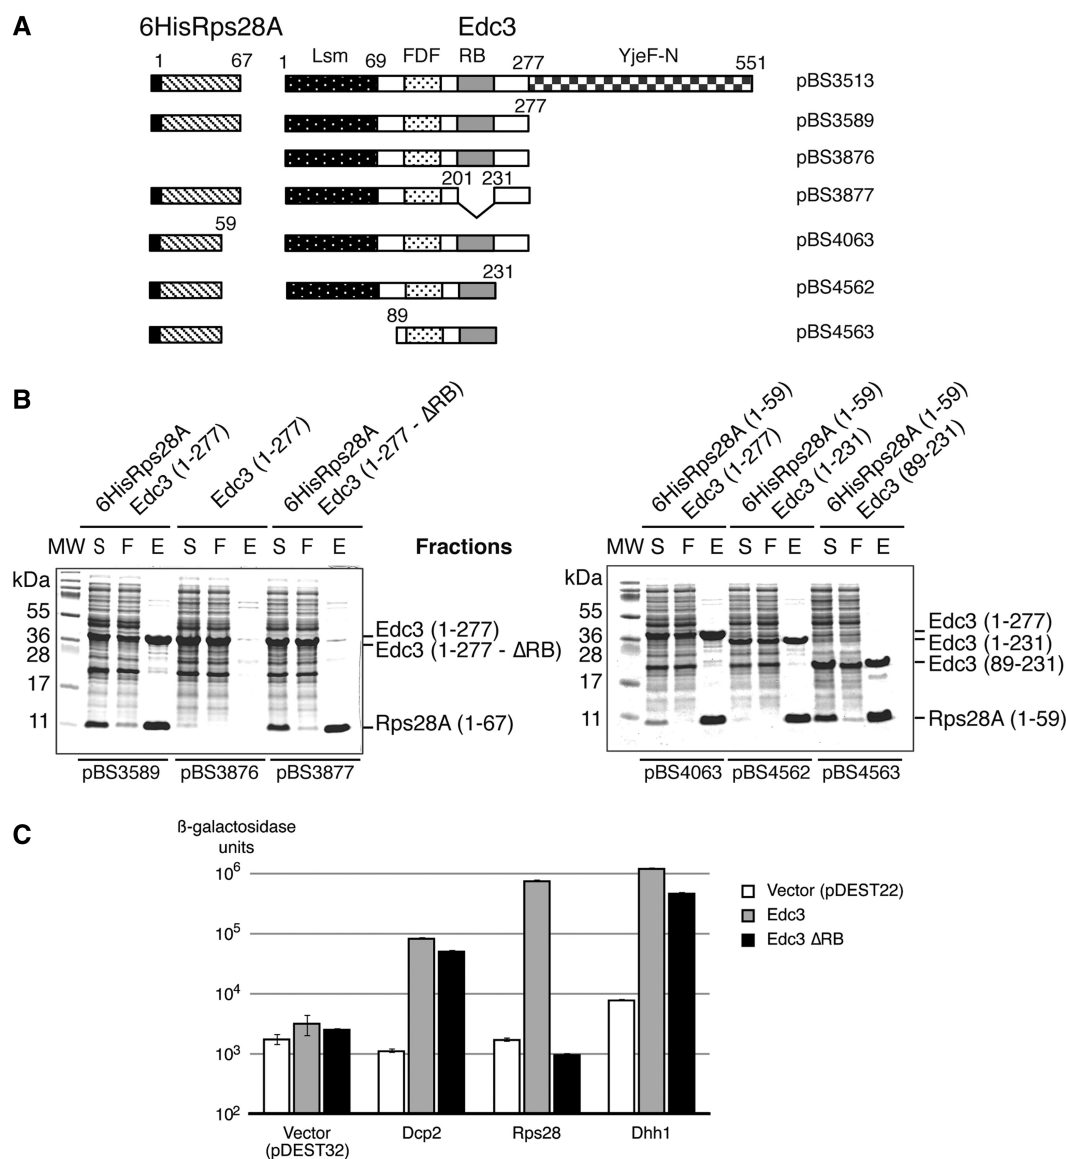 A
6HisRps28A
Edc3
1 67 1 Lsm 69 FDF RB 277 YjeF-N 551
pBS3513
277
pBS3589
pBS3876
201 231
pBS3877
59
pBS4063
231
pBS4562
89
pBS4563
B
6HisRps28A
Edc3 (1-277)
Edc3 (1-277)
6HisRps28A
Edc3 (1-277 - ΔRB)
MW S F E S F E S F E
Fractions
kDa
55
36
28
17
11
Edc3 (1-277)
Edc3 (1-277 - ΔRB)
Rps28A (1-67)
pBS3589 pBS3876 pBS3877
6HisRps28A (1-59)
Edc3 (1-277)
6HisRps28A (1-59)
Edc3 (1-231)
6HisRps28A (1-59)
Edc3 (89-231)
MW S F E S F E S F E
kDa
55
36
28
17
11
Edc3 (1-277)
Edc3 (1-231)
Edc3 (89-231)
Rps28A (1-59)
pBS4063 pBS4562 pBS4563
C
ß-galactosidase
units
10⁶
10⁵
10⁴
10³
10²
Vector (pDEST22)
Edc3
Edc3 ΔRB
Vector
(pDEST32)
Dcp2
Rps28
Dhh1